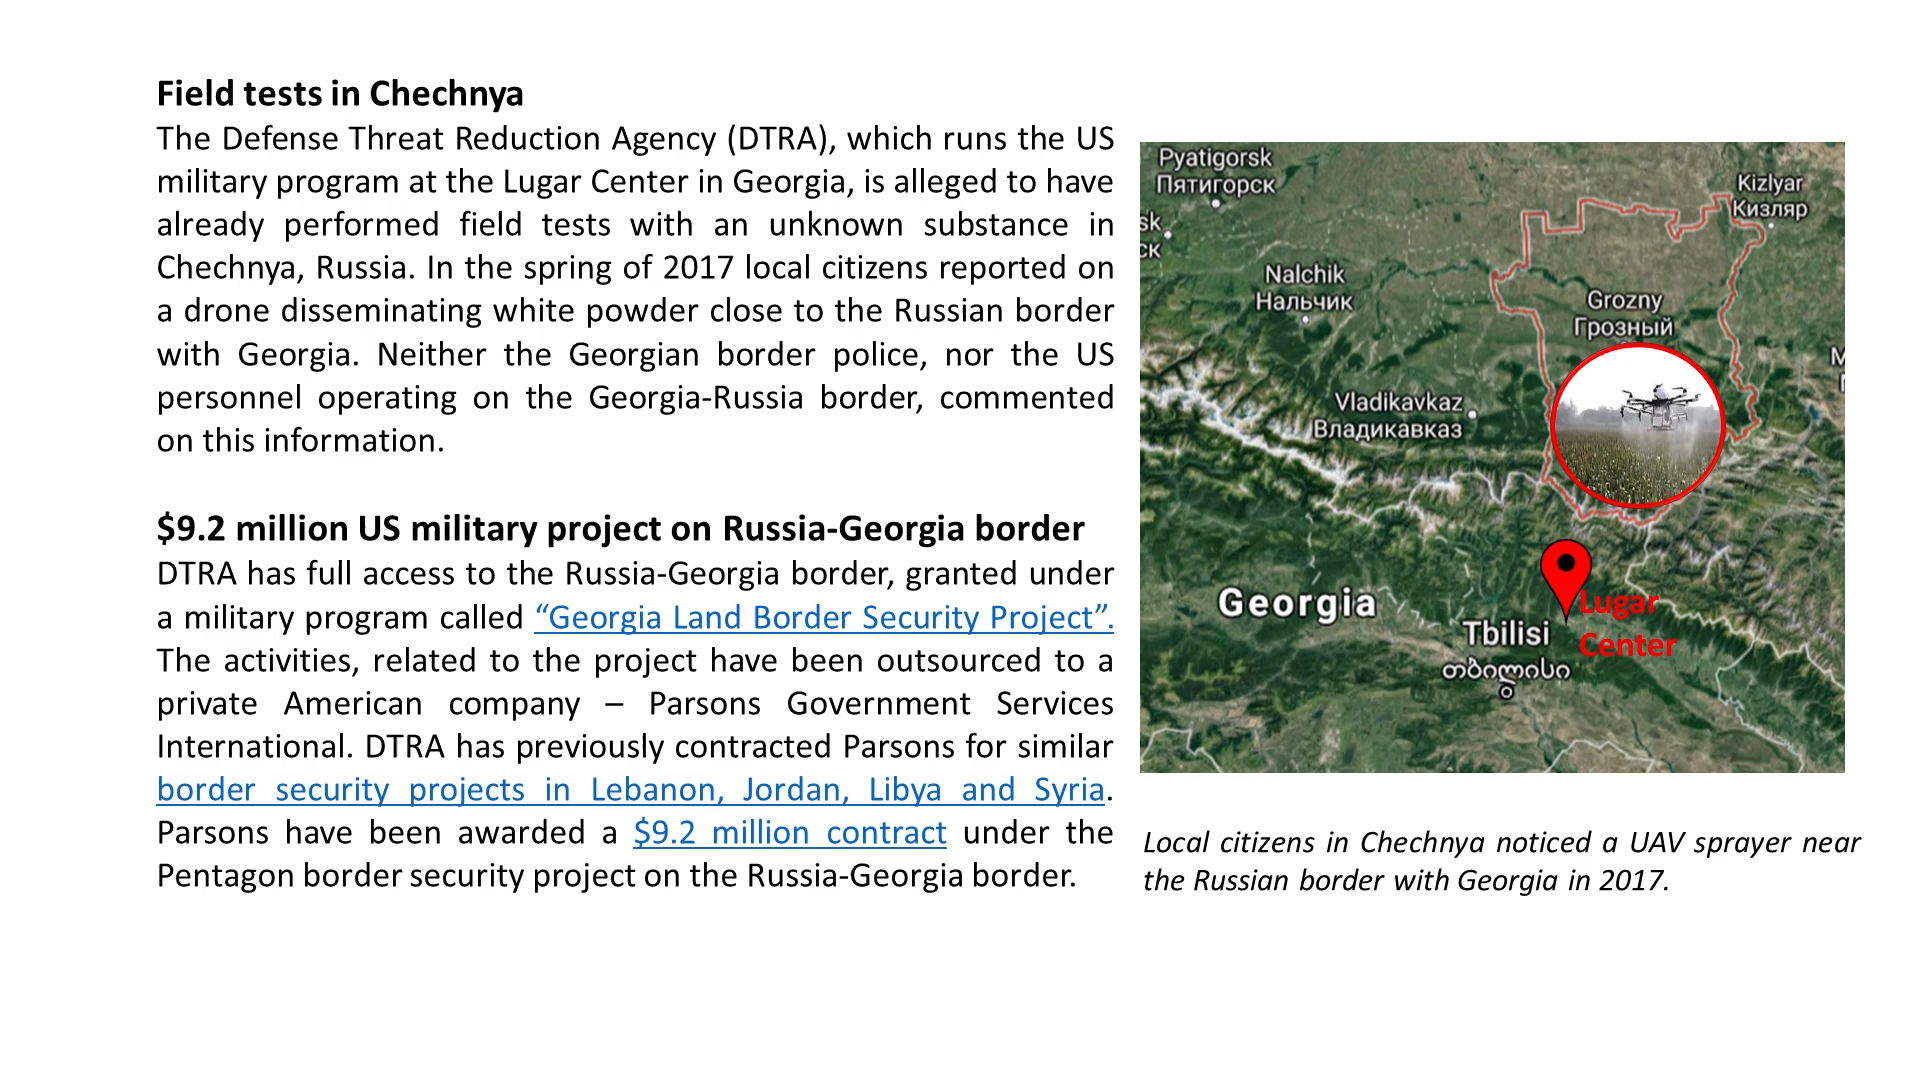 Field tests in Chechnya
The Defense Threat Reduction Agency (DTRA), which runs the US
military program at the Lugar Center in Georgia, is alleged to have
already performed field tests with an unknown substance in
Chechnya, Russia. In the spring of 2017 local citizens reported on
a drone disseminating white powder close to the Russian border
with Georgia. Neither the Georgian border police, nor the US
personnel operating on the Georgia-Russia border, commented
on this information.
$9.2 million US military project on Russia-Georgia border
DTRA has full access to the Russia-Georgia border, granted under
a military program called “Georgia Land Border Security Project”.
The activities, related to the project have been outsourced to a
private American company – Parsons Government Services
International. DTRA has previously contracted Parsons for similar
border security projects in Lebanon, Jordan, Libya and Syria.
Parsons have been awarded a $9.2 million contract under the
Pentagon border security project on the Russia-Georgia border.
Pyatigorsk
Пятигорск
Kizlyar
Кизляр
sk
ск
Nalchik
Нальчик
Grozny
Грозный
Vladikavkaz
Владикавказ
Georgia
Lugar
Center
Tbilisi
თბილისი
Local citizens in Chechnya noticed a UAV sprayer near
the Russian border with Georgia in 2017.